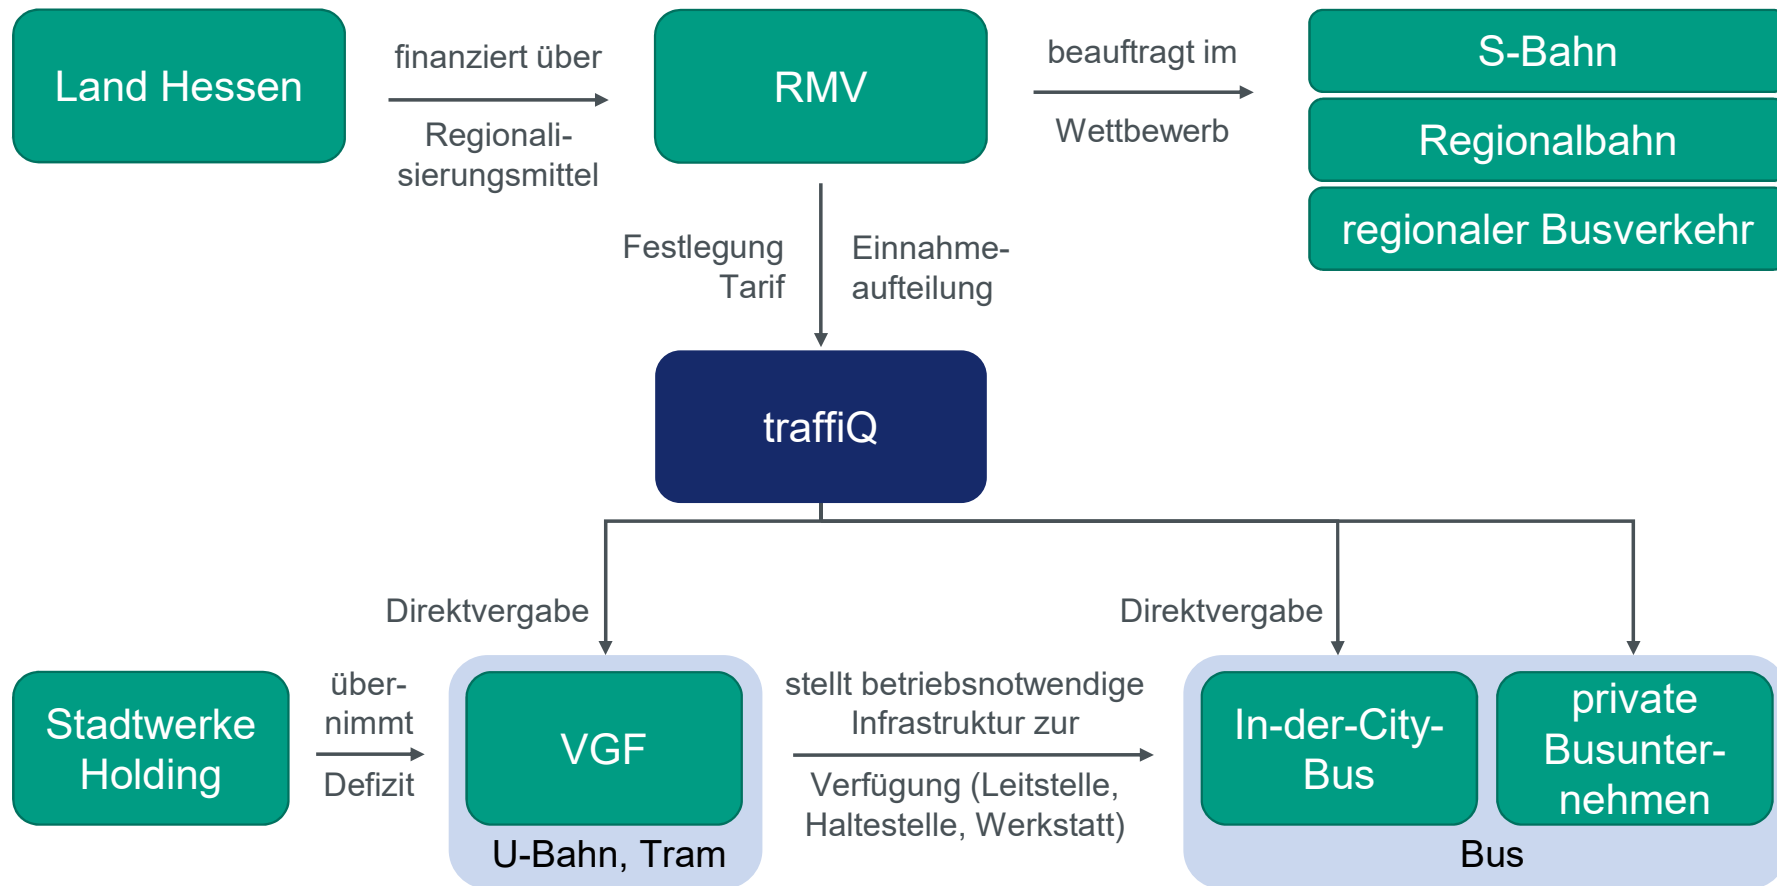 Land Hessen
finanziert über
Regionali-
sierungsmittel
RMV
beauftragt im
Wettbewerb
S-Bahn
Regionalbahn
regionaler Busverkehr
Festlegung
Tarif
Einnahme-
aufteilung
traffiQ
Direktvergabe
Direktvergabe
Stadtwerke
Holding
über-
nimmt
Defizit
VGF
U-Bahn, Tram
stellt betriebsnotwendige
Infrastruktur zur
Verfügung (Leitstelle,
Haltestelle, Werkstatt)
In-der-City-
Bus
private
Busunter-
nehmen
Bus